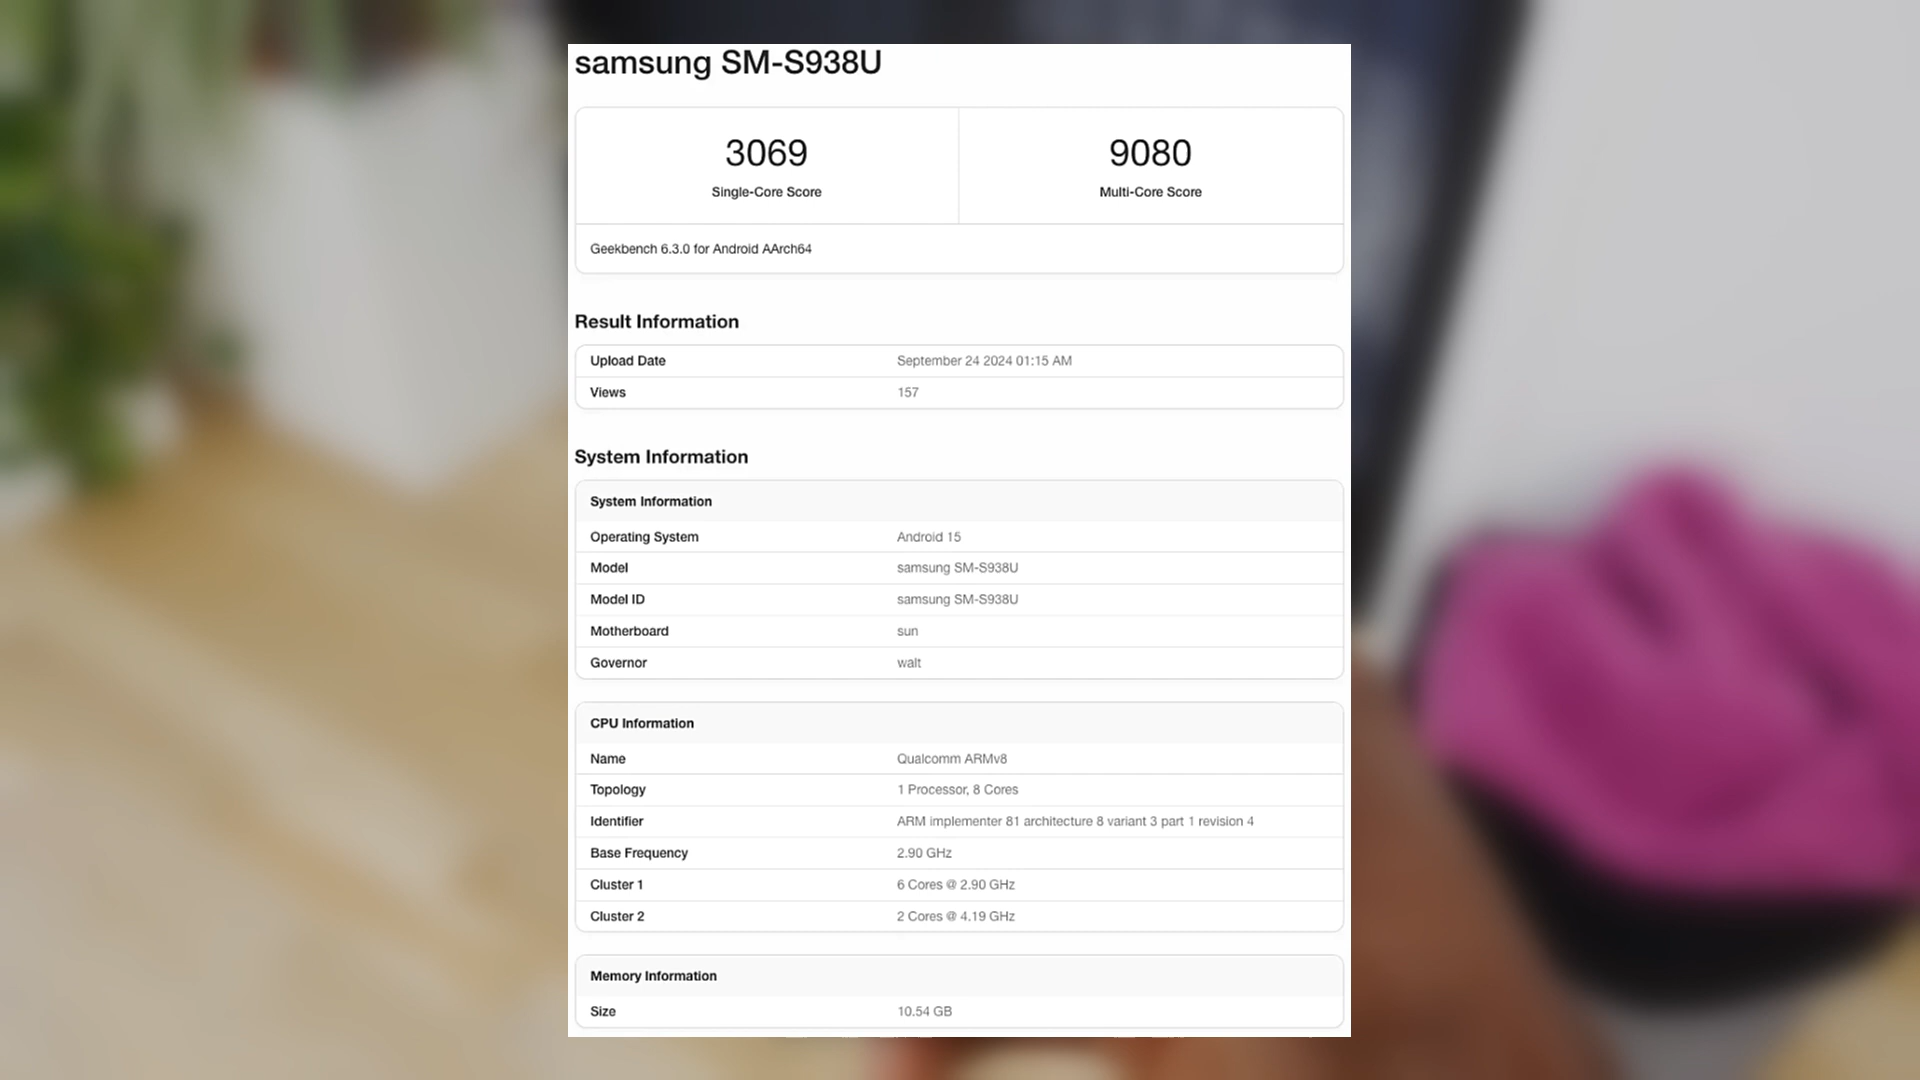 samsung SM-S938U
3069
Single-Core Score
9080
Multi-Core Score
Geekbench 6.3.0 for Android AArch64
Result Information
Upload Date September 24 2024 01:15 AM
Views 157
System Information
System Information
Operating System Android 15
Model samsung SM-S938U
Model ID samsung SM-S938U
Motherboard sun
Governor walt
CPU Information
Name Qualcomm ARMv8
Topology 1 Processor, 8 Cores
Identifier ARM implementer 81 architecture 8 variant 3 part 1 revision 4
Base Frequency 2.90 GHz
Cluster 1 6 Cores @ 2.90 GHz
Cluster 2 2 Cores @ 4.19 GHz
Memory Information
Size 10.54 GB